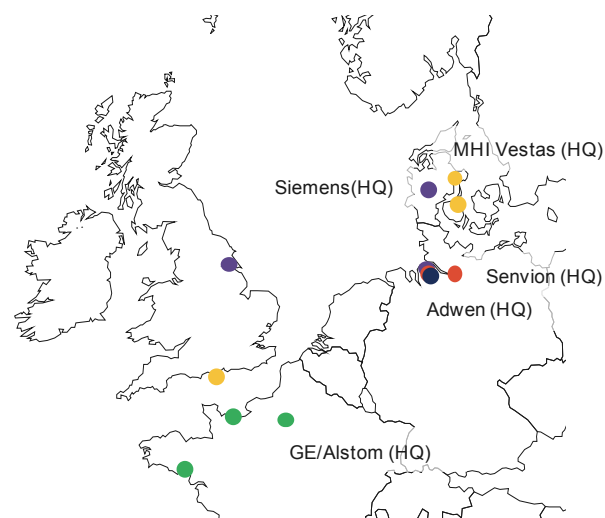 MHI Vestas (HQ)
Siemens(HQ)
Senvion (HQ)
Adwen (HQ)
GE/Alstom (HQ)